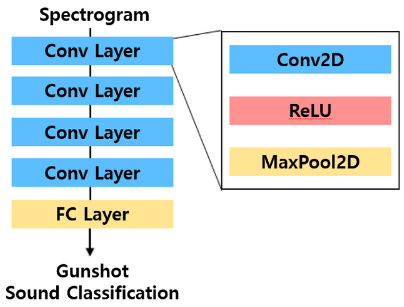 Spectrogram
Conv Layer
Conv Layer
Conv Layer
Conv Layer
FC Layer
Gunshot
Sound Classification
Conv2D
ReLU
MaxPool2D